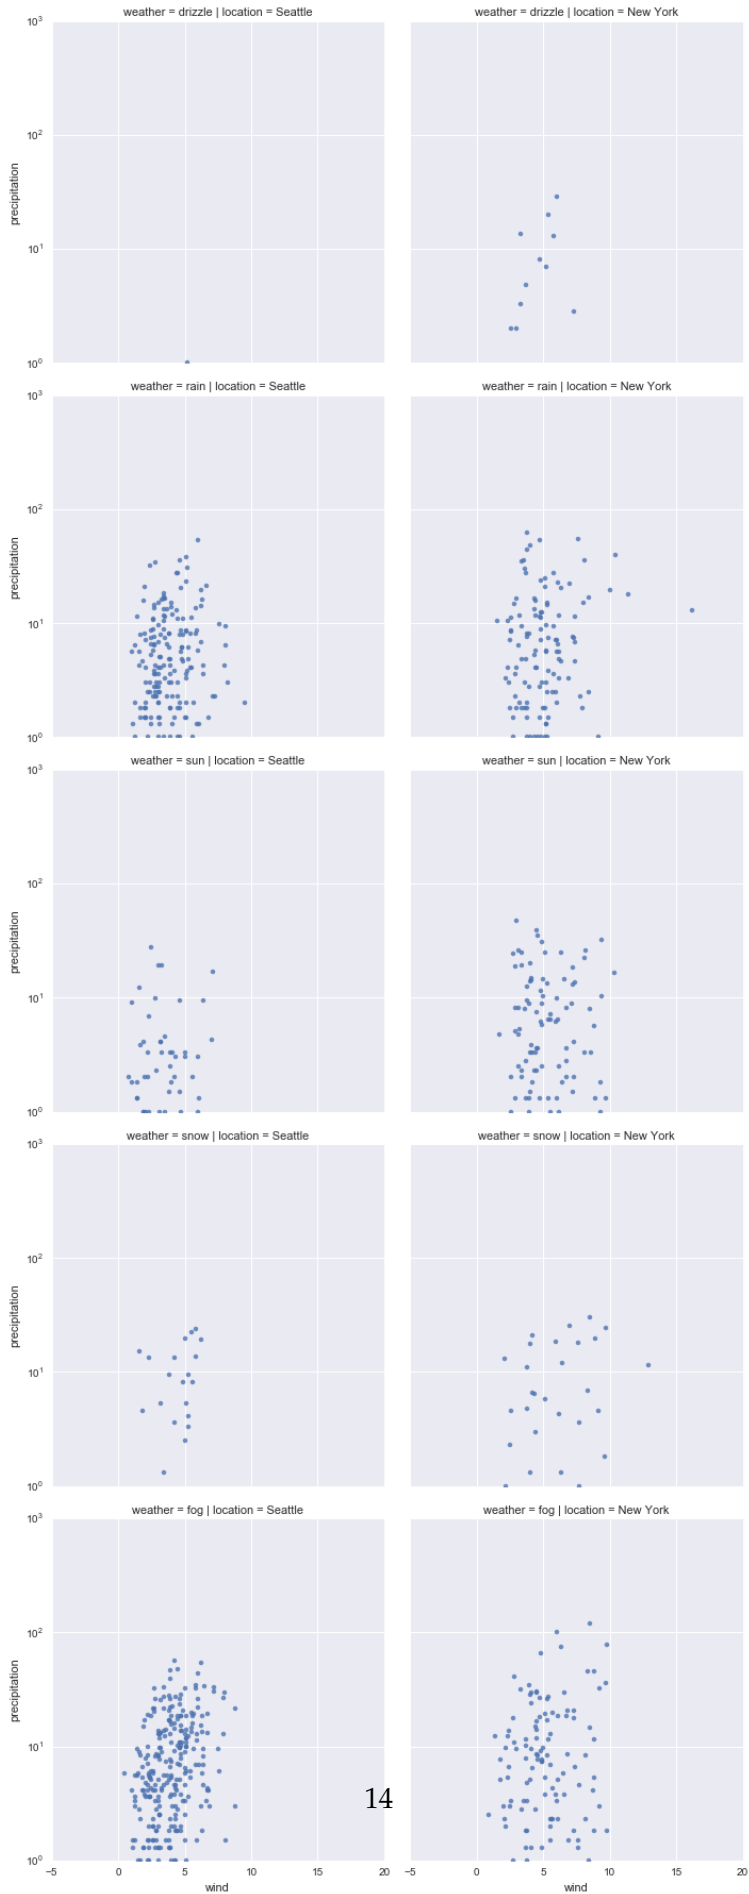 weather = drizzle | location = Seattle
weather = drizzle | location = New York
10³
10²
precipitation
10¹
10⁰
weather = rain | location = Seattle
weather = rain | location = New York
10³
10²
precipitation
10¹
10⁰
weather = sun | location = Seattle
weather = sun | location = New York
10³
10²
precipitation
10¹
10⁰
weather = snow | location = Seattle
weather = snow | location = New York
10³
10²
precipitation
10¹
10⁰
weather = fog | location = Seattle
weather = fog | location = New York
10³
10²
precipitation
10¹
14
10⁰
−5 0 5 10 15 20 −5 0 5 10 15 20
wind wind